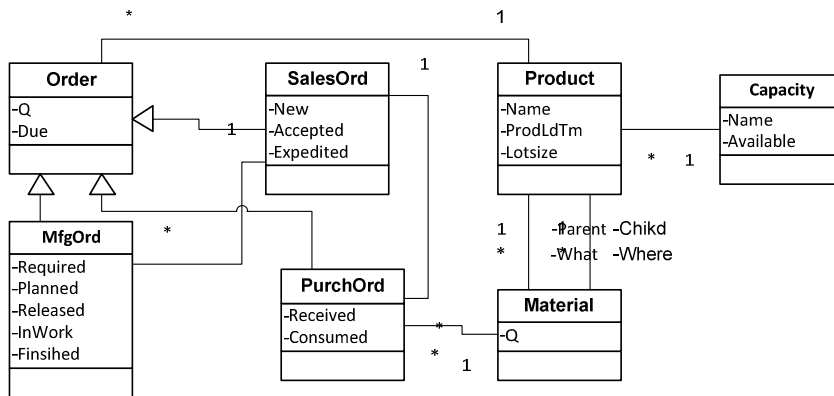 * 1
Order
-Q
-Due
SalesOrd
-New
-Accepted
-Expedited
1
1
Product
-Name
-ProdLdTm
-Lotsize
Capacity
-Name
-Available
* 1
MfgOrd
-Required
-Planned
-Released
-InWork
-Finsihed
*
PurchOrd
-Received
-Consumed
1 1
-Parent -Chikd
* *
-What -Where
Material
-Q
*
*
1